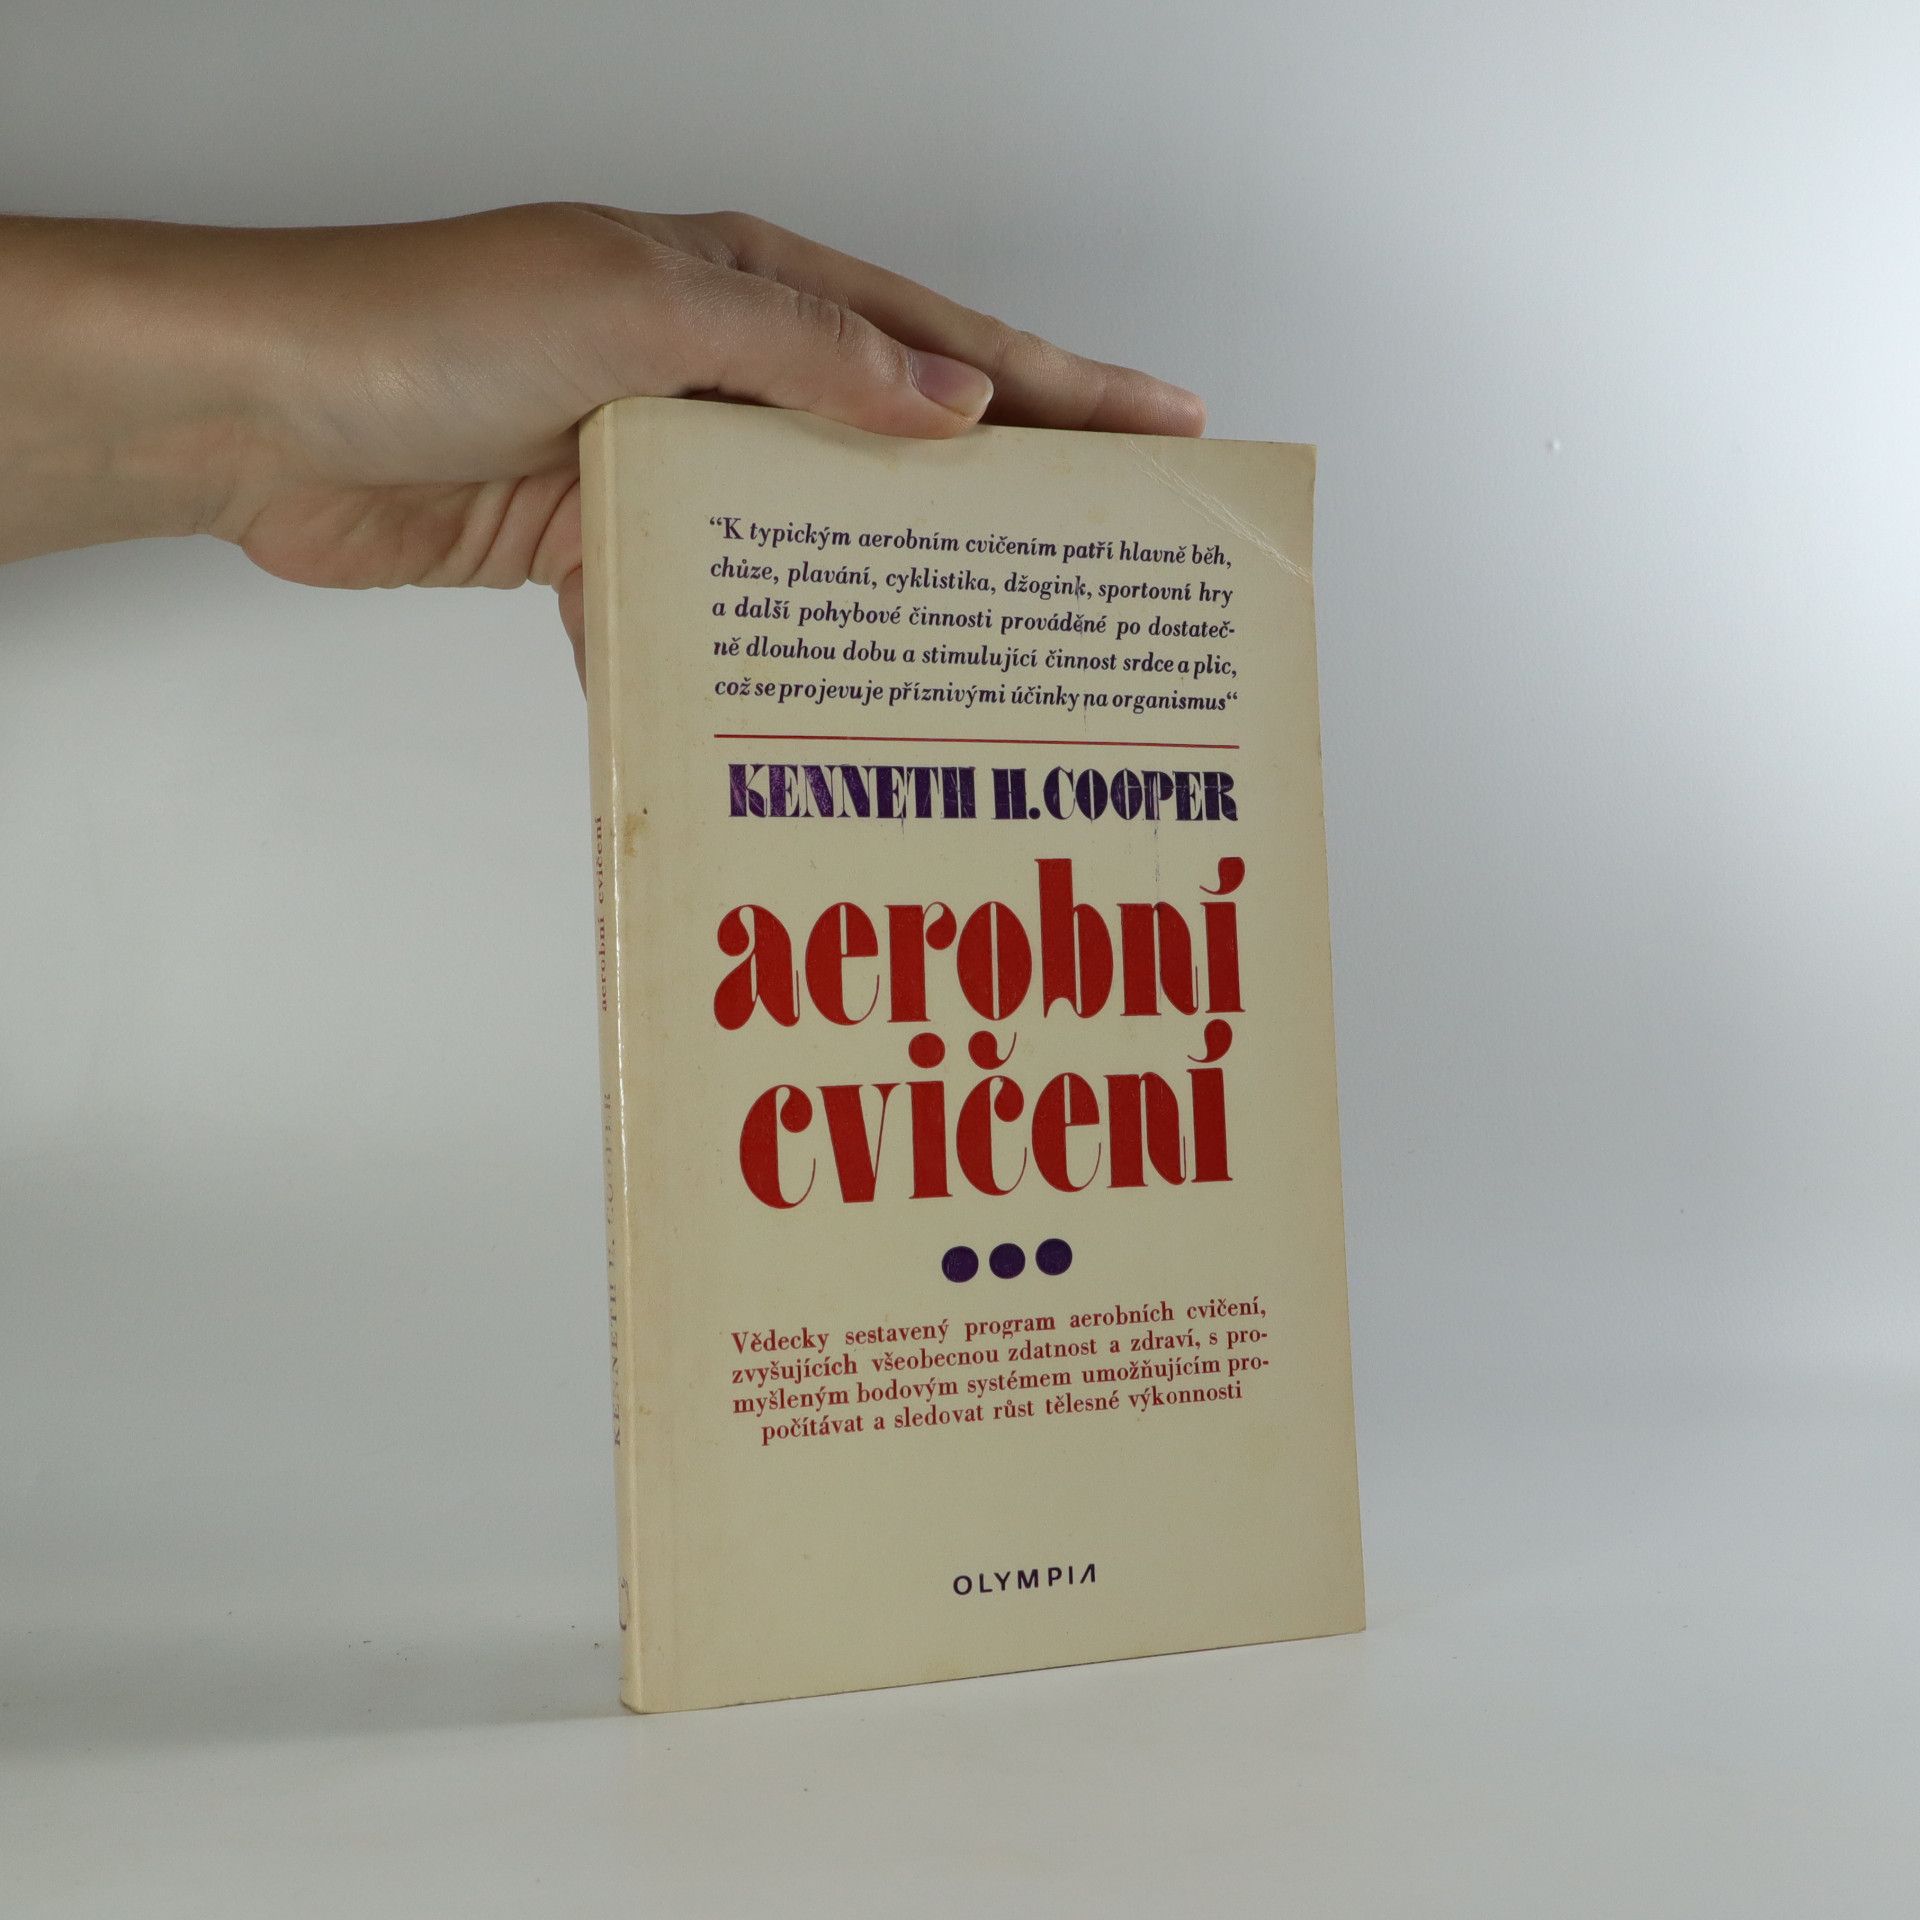 “K typickým aerobním cvičením patří hlavně běh,
chůze, plavání, cyklistika, džogink, sportovní hry
a další pohybové činnosti prováděné po dostateč-
ně dlouhou dobu a stimulující činnost srdce a plic,
což se projevuje příznivými účinky na organismus“
KENNETH H. COOPER
aerobní
cvičení
Vědecky sestavený program aerobních cvičení,
zvyšujících všeobecnou zdatnost a zdraví, s pro-
myšleným bodovým systémem umožňujícím pro-
počítávat a sledovat růst tělesné výkonnosti
OLYMPIA
KENNETH H. COOPER aerobní cvičení